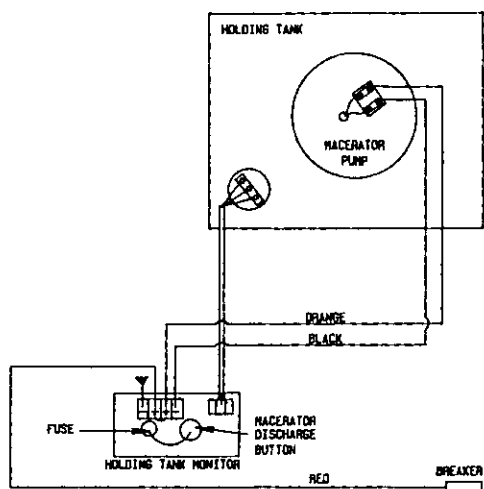 HOLDING TANK
MACERATOR
PUMP
ORANGE
BLACK
FUSE
MACERATOR
DISCHARGE
BUTTON
HOLDING TANK MONITOR
RED
BREAKER